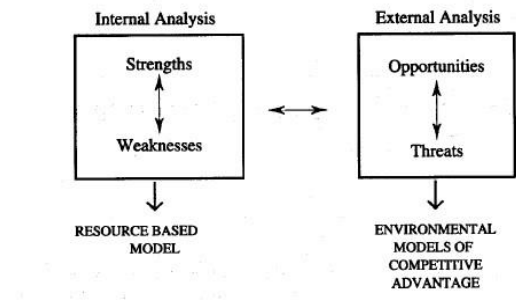 Internal Analysis
Strengths
Weaknesses
RESOURCE BASED
MODEL
External Analysis
Opportunities
Threats
ENVIRONMENTAL
MODELS OF
COMPETITIVE
ADVANTAGE